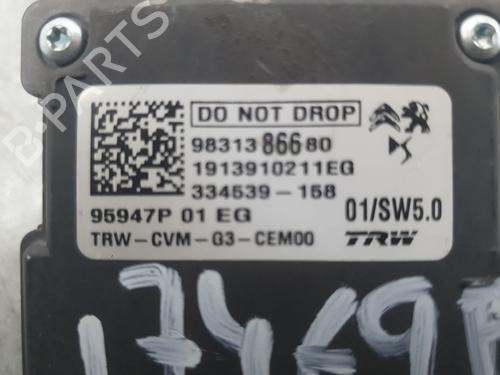 DO NOT DROP
98313 866 80
1913910211EG
334539-158
95947P 01 EG
01/SW5.0
TRW-CVM-G3-CEM00
TRW
B-PARTS